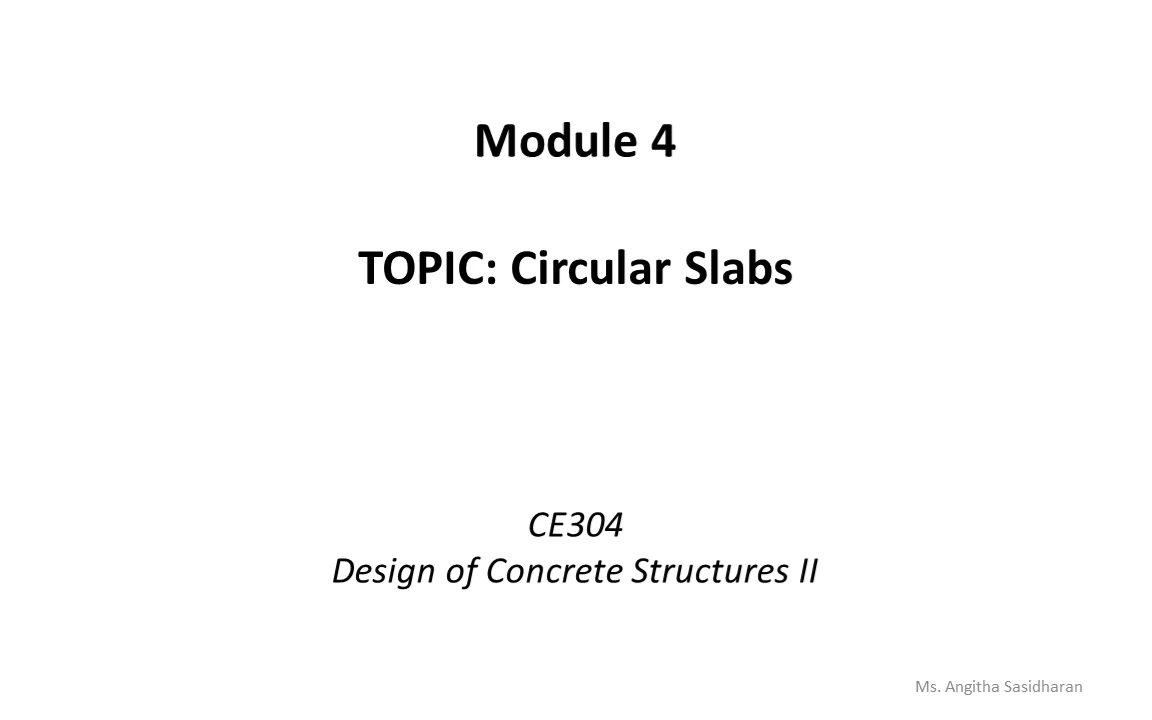 Module 4
TOPIC: Circular Slabs
CE304
Design of Concrete Structures II
Ms. Angitha Sasidharan